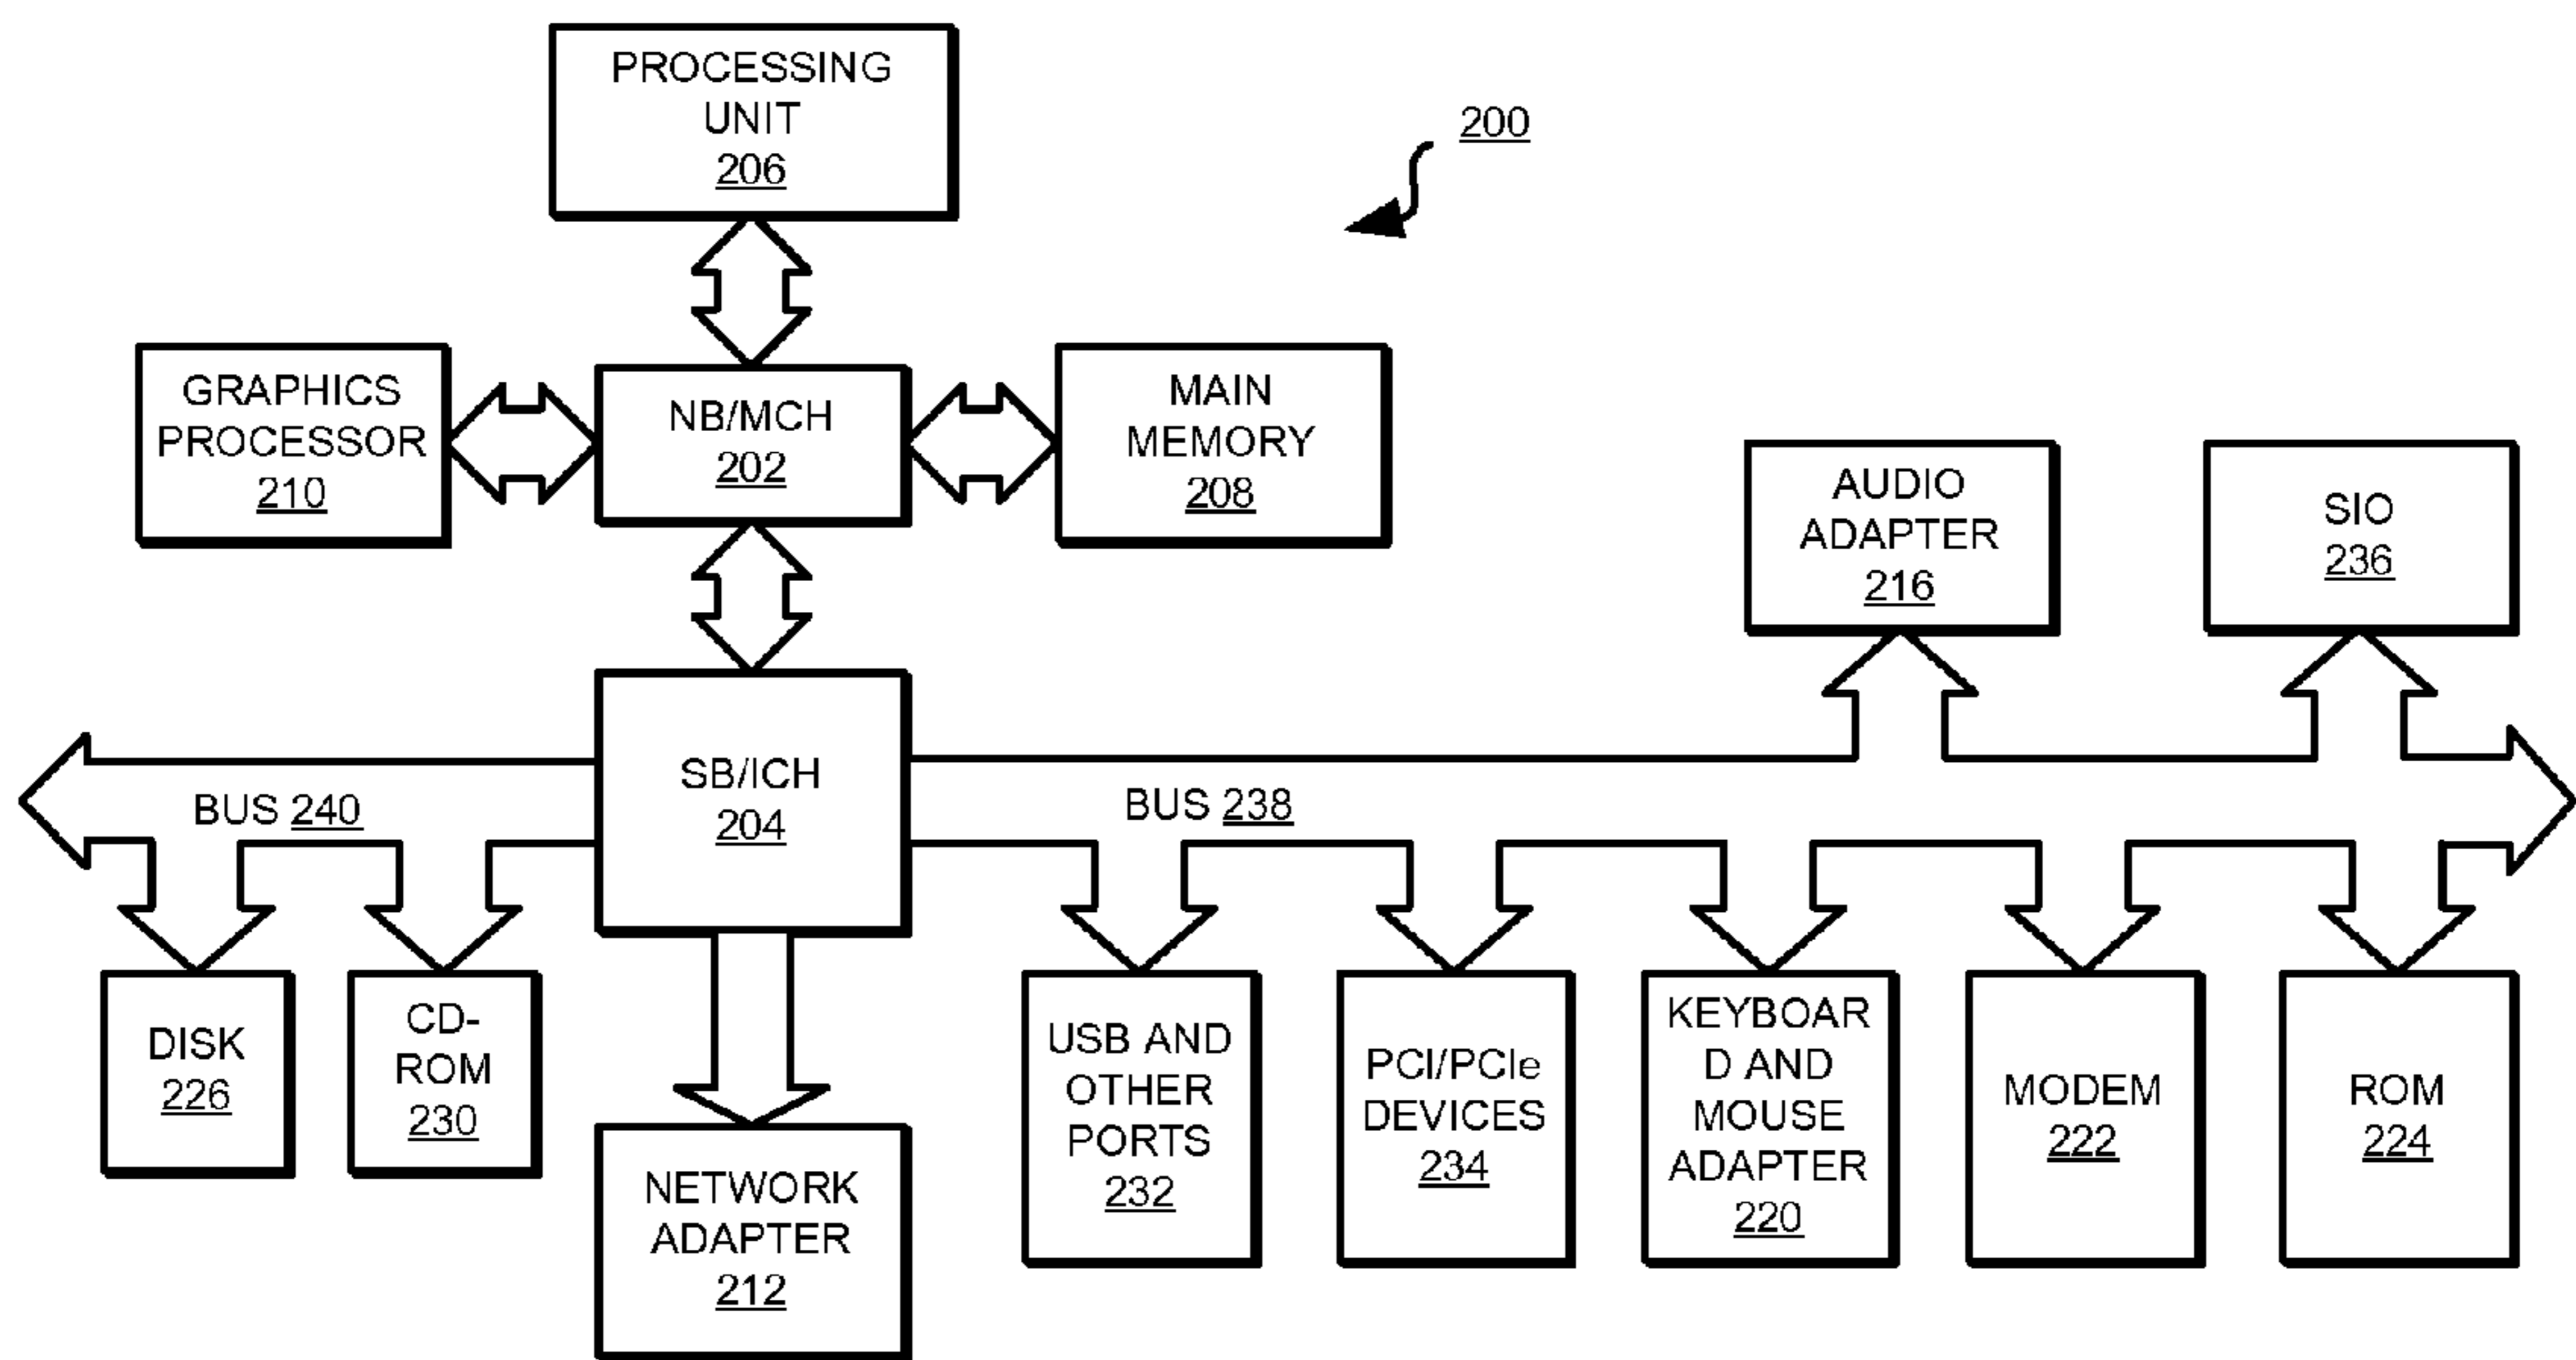 PROCESSING
UNIT
206
200
GRAPHICS
PROCESSOR
210
NB/MCH
202
MAIN
MEMORY
208
AUDIO
ADAPTER
216
SIO
236
SB/ICH
204
BUS 240
BUS 238
DISK
226
CD-
ROM
230
NETWORK
ADAPTER
212
USB AND
OTHER
PORTS
232
PCI/PCIe
DEVICES
234
KEYBOAR
D AND
MOUSE
ADAPTER
220
MODEM
222
ROM
224